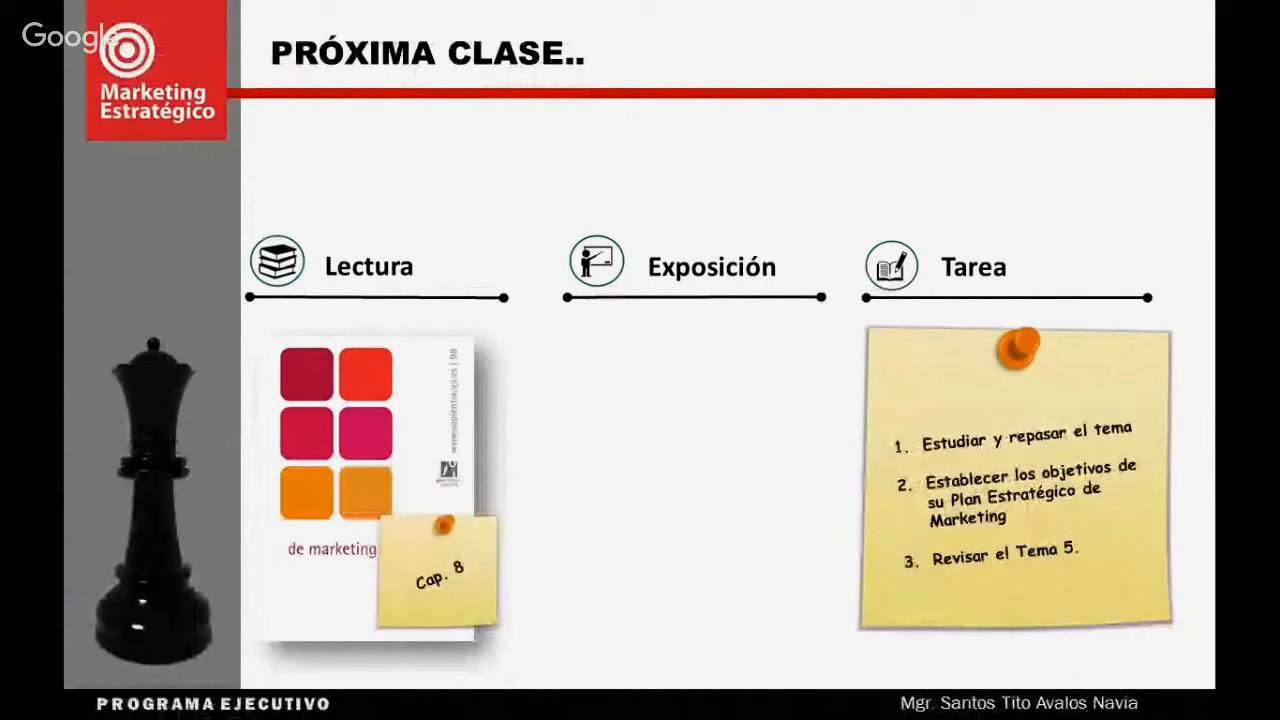 Google
Marketing
Estratégico
PRÓXIMA CLASE..
Lectura
Exposición
Tarea
de marketing
Cap. 8
1. Estudiar y repasar el tema
2. Establecer los objetivos de
su Plan Estratégico de
Marketing
3. Revisar el Tema 5.
PROGRAMA EJECUTIVO
Mgr. Santos Tito Avalos Navia